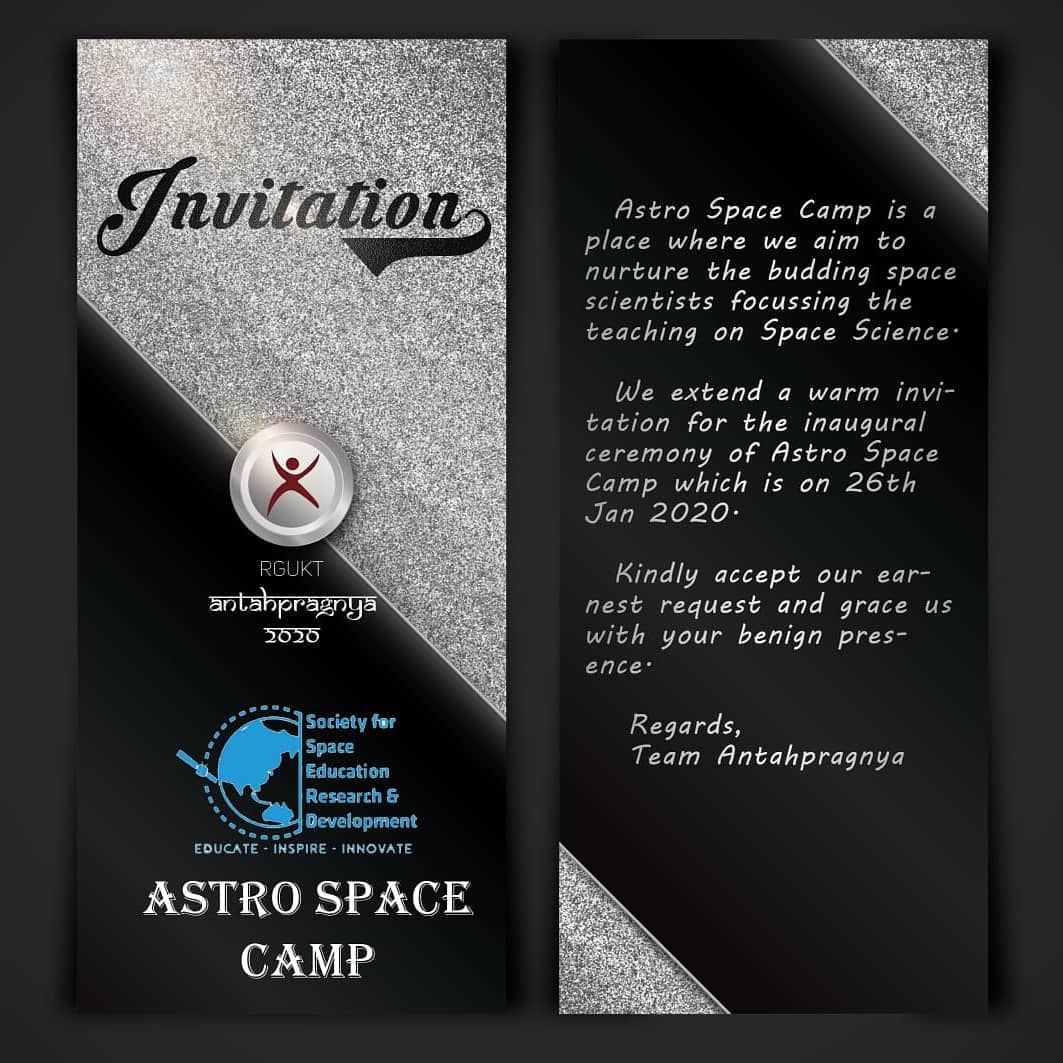 Invitation
RGUKT
antahpragnya
2020
Society for
Space
Education
Research &
Development
EDUCATE - INSPIRE - INNOVATE
ASTRO SPACE
CAMP
Astro Space Camp is a
place where we aim to
nurture the budding space
scientists focussing the
teaching on Space Science.
We extend a warm invi-
tation for the inaugural
ceremony of Astro Space
Camp which is on 26th
Jan 2020.
Kindly accept our ear-
nest request and grace us
with your benign pres-
ence.
Regards,
Team Antahpragnya